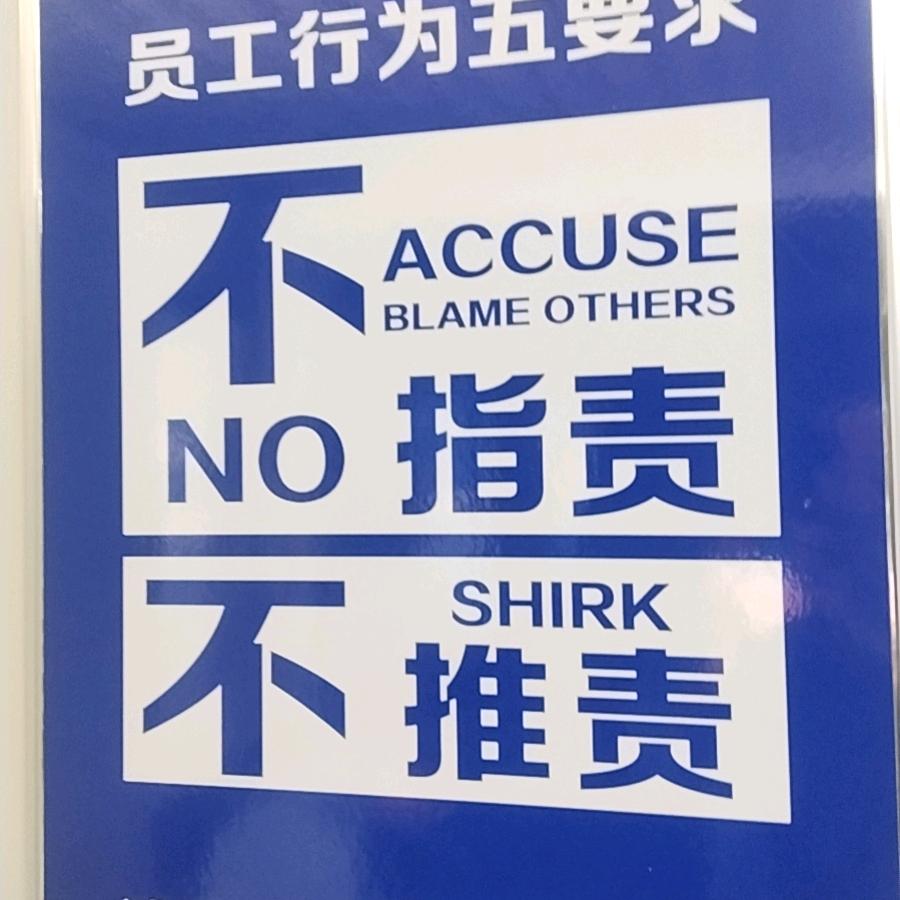 员工行为五要求
不
ACCUSE
BLAME OTHERS
NO 指责
不
SHIRK
推责